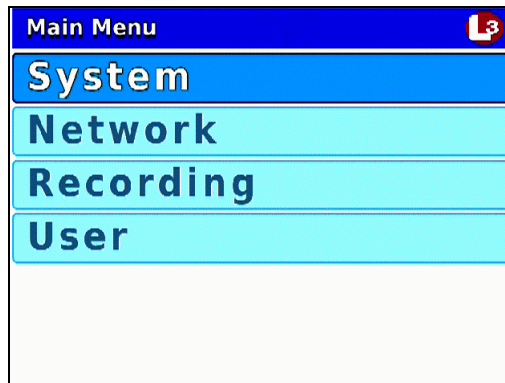 Main Menu
L3
System
Network
Recording
User